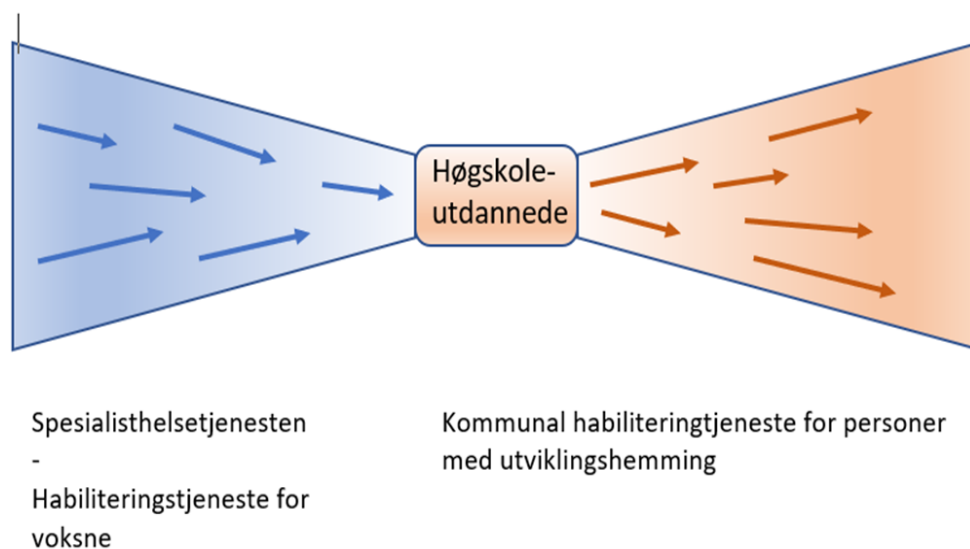 Høgskole-
utdannede
Spesialisthelsetjenesten
-
Habiliteringstjeneste for
voksne
Kommunal habiliteringtjeneste for personer
med utviklingshemming